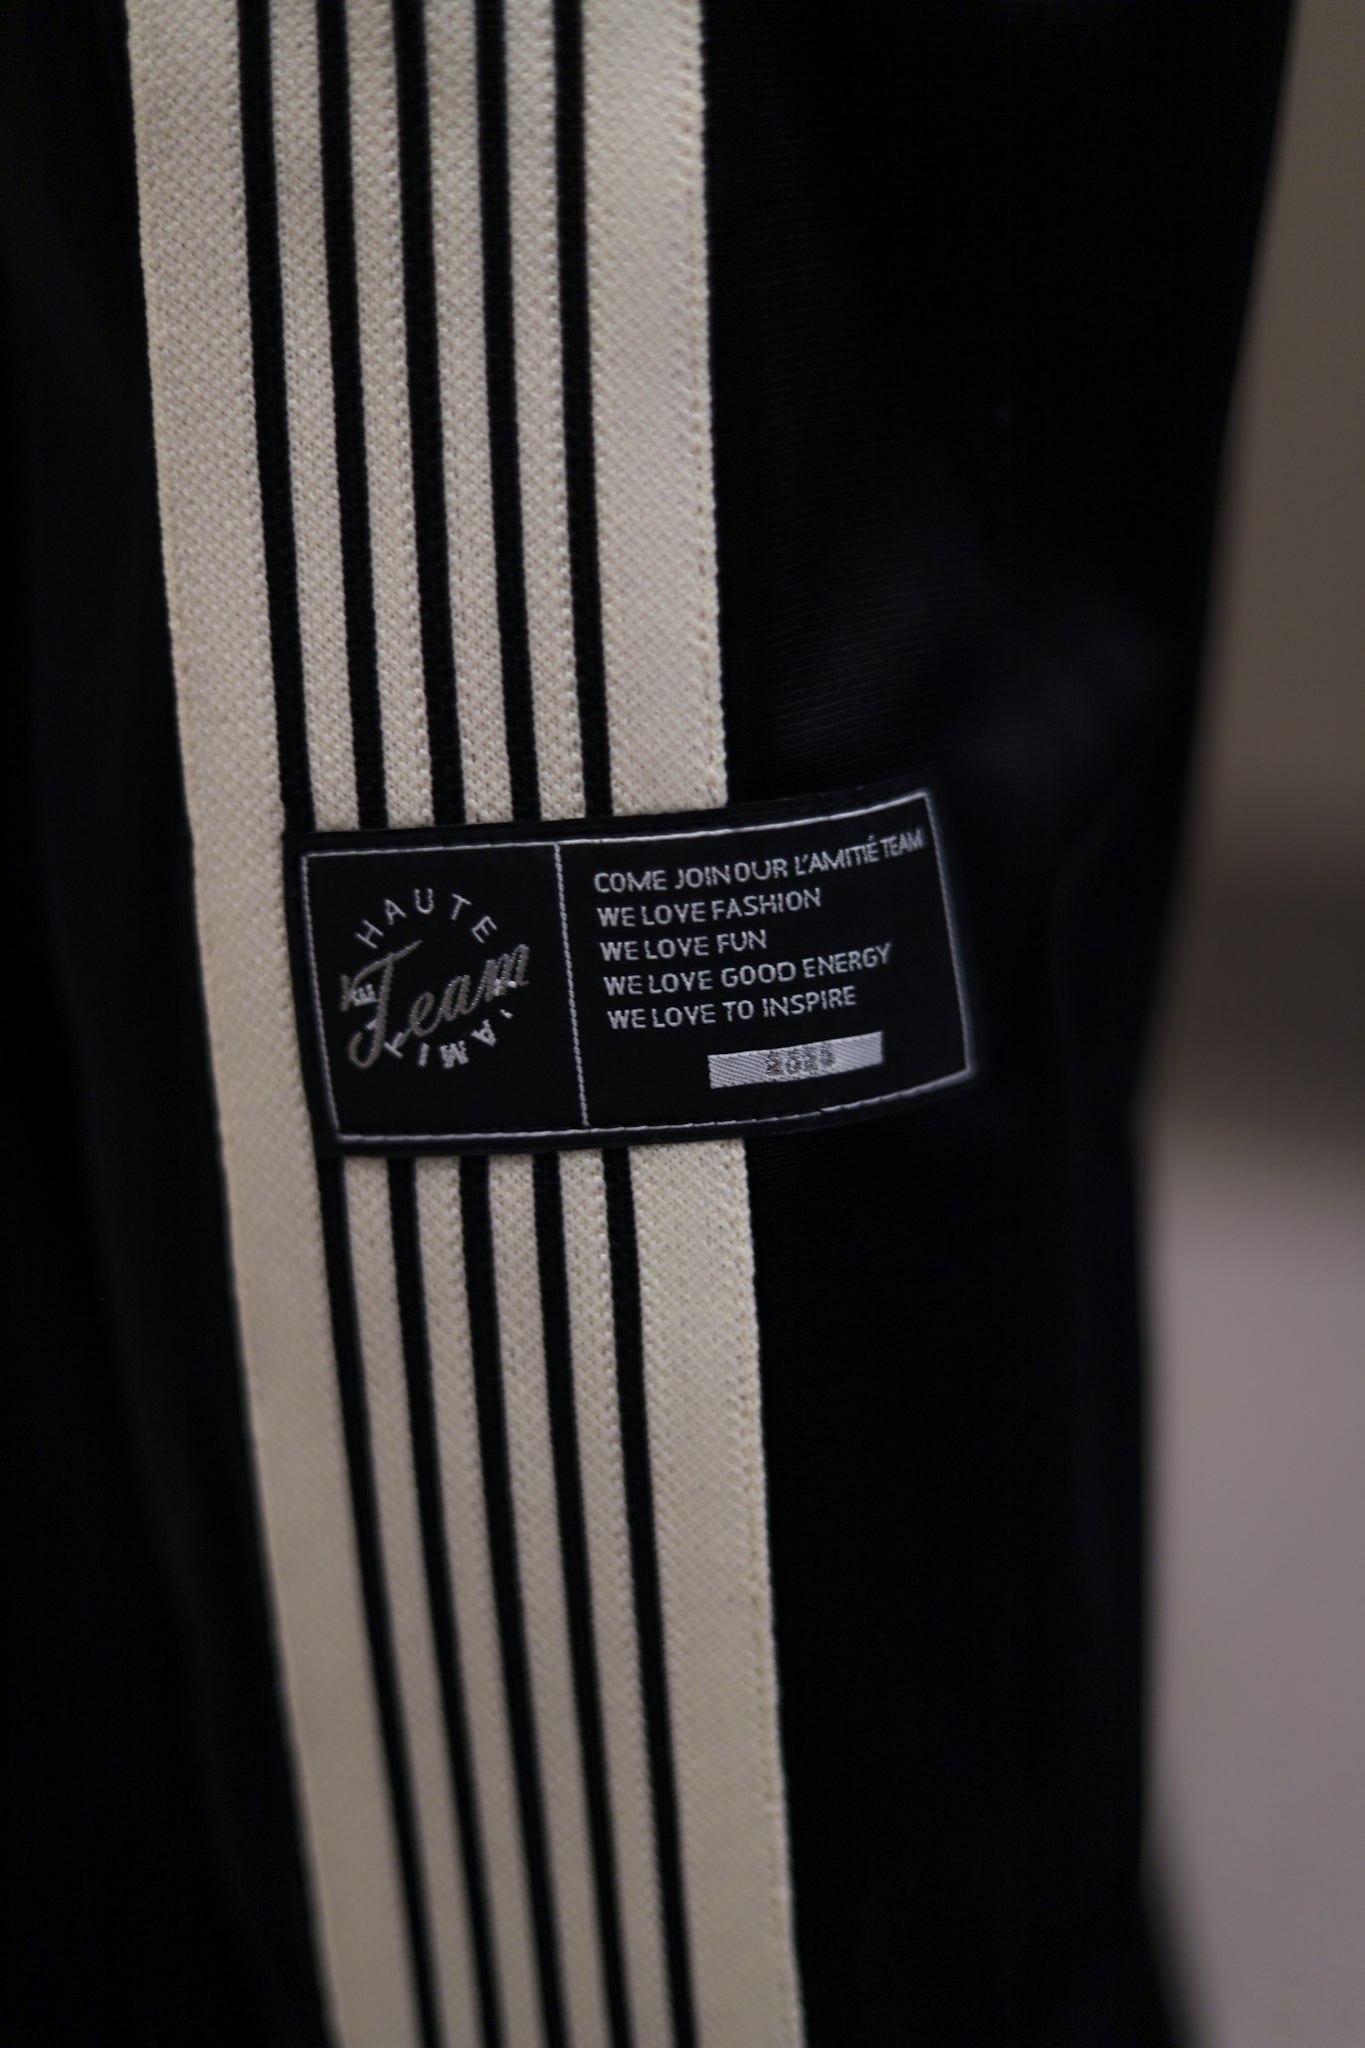 HAUTE
Team
L'AMITIÉ
COME JOIN OUR L'AMITIÉ TEAM
WE LOVE FASHION
WE LOVE FUN
WE LOVE GOOD ENERGY
WE LOVE TO INSPIRE